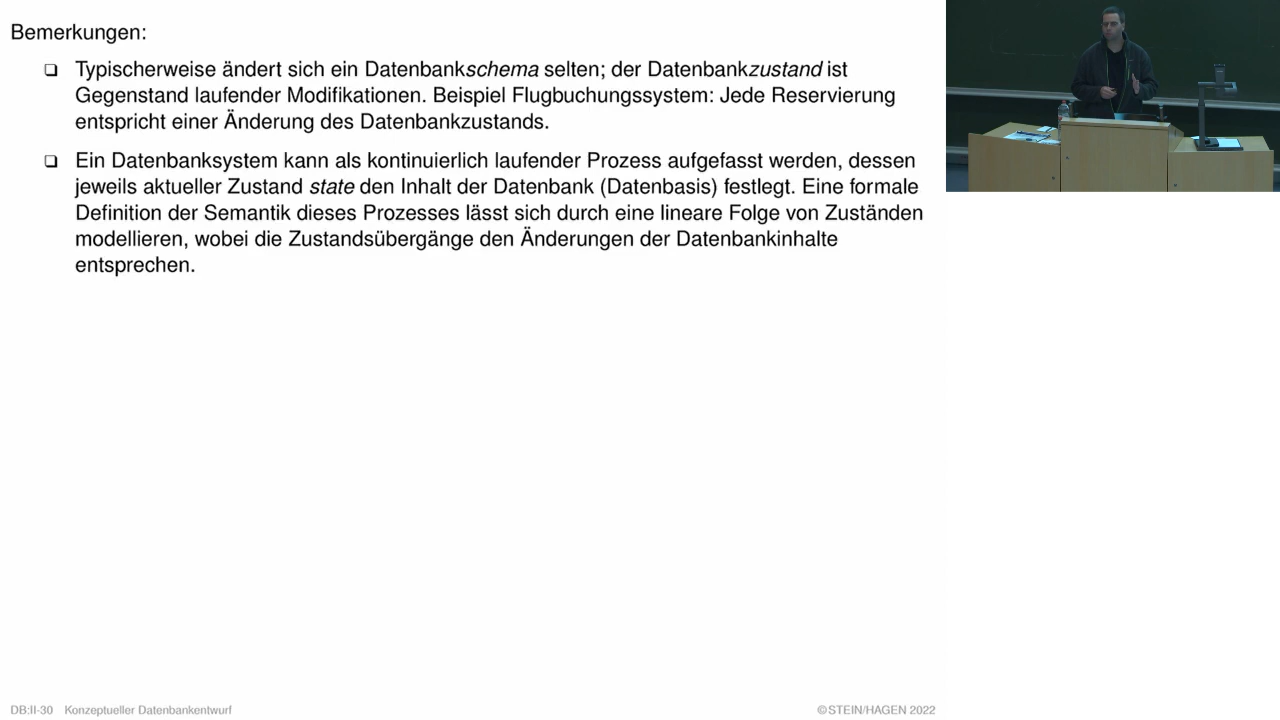 Bemerkungen:
❑ Typischerweise ändert sich ein Datenbankschema selten; der Datenbankzustand ist
Gegenstand laufender Modifikationen. Beispiel Flugbuchungssystem: Jede Reservierung
entspricht einer Änderung des Datenbankzustands.
❑ Ein Datenbanksystem kann als kontinuierlich laufender Prozess aufgefasst werden, dessen
jeweils aktueller Zustand state den Inhalt der Datenbank (Datenbasis) festlegt. Eine formale
Definition der Semantik dieses Prozesses lässt sich durch eine lineare Folge von Zuständen
modellieren, wobei die Zustandsübergänge den Änderungen der Datenbankinhalte
entsprechen.
DB:II-30 Konzeptueller Datenbankentwurf
©STEIN/HAGEN 2022